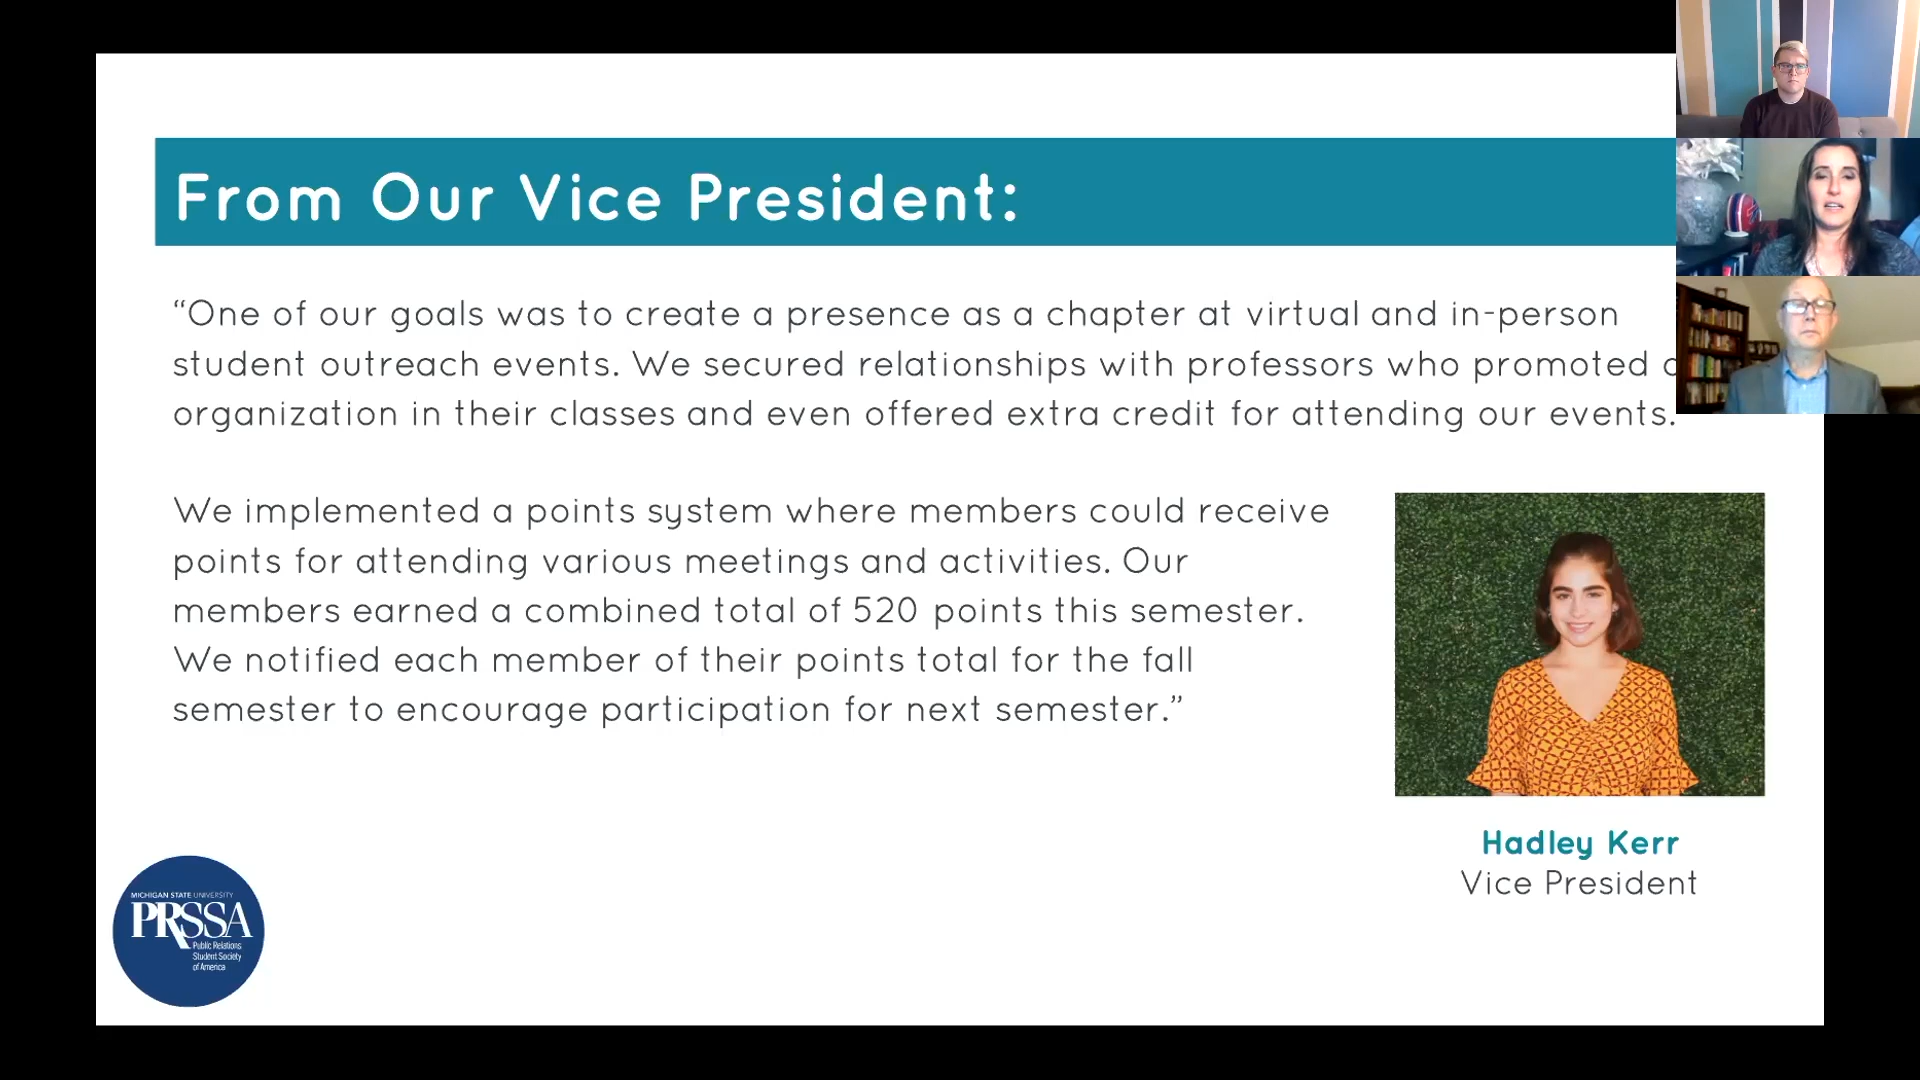 From Our Vice President:
“One of our goals was to create a presence as a chapter at virtual and in-person
student outreach events. We secured relationships with professors who promoted
organization in their classes and even offered extra credit for attending our events.
We implemented a points system where members could receive
points for attending various meetings and activities. Our
members earned a combined total of 520 points this semester.
We notified each member of their points total for the fall
semester to encourage participation for next semester.”
Hadley Kerr
Vice President
MICHIGAN STATE UNIVERSITY
PRSSA
Public Relations
Student Society
of America